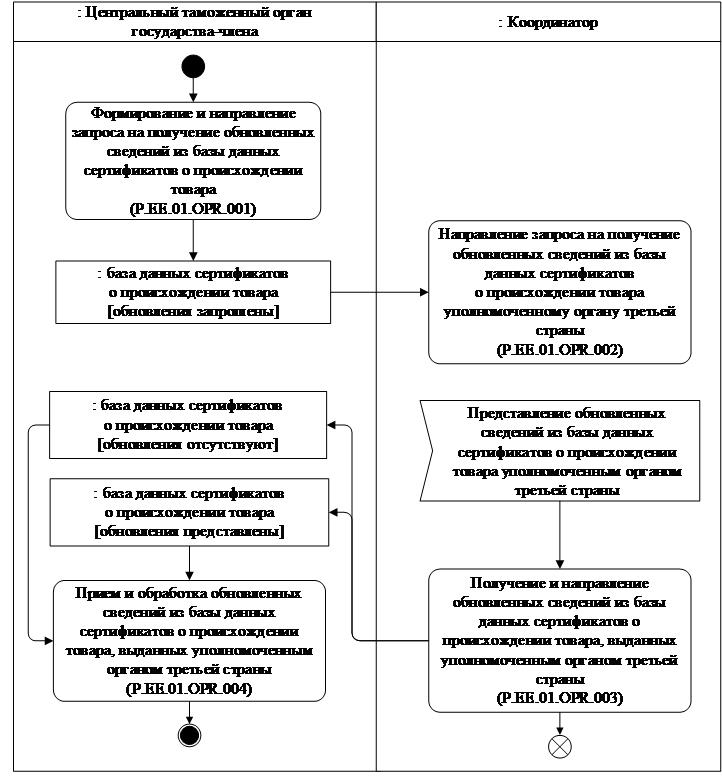 : Центральный таможенный орган
государства-члена
: Координатор
Формирование и направление
запроса на получение обновленных
сведений из базы данных
сертификатов о происхождении
товара
(P.EE.01.OPR.001)
: база данных сертификатов
о происхождении товара
[обновления запрошены]
Направление запроса на получение
обновленных сведений из базы
данных сертификатов
о происхождении товара
уполномоченному органу третьей
страны
(P.EE.01.OPR.002)
: база данных сертификатов
о происхождении товара
[обновления отсутствуют]
Представление обновленных
сведений из базы данных
сертификатов о происхождении
товара уполномоченным органом
третьей страны
: база данных сертификатов
о происхождении товара
[обновления представлены]
Прием и обработка обновленных
сведений из базы данных
сертификатов о происхождении
товара, выданных уполномоченным
органом третьей страны
(P.EE.01.OPR.004)
Получение и направление
обновленных сведений из базы
данных сертификатов о
происхождении товара, выданных
уполномоченным органом третьей
страны
(P.EE.01.OPR.003)